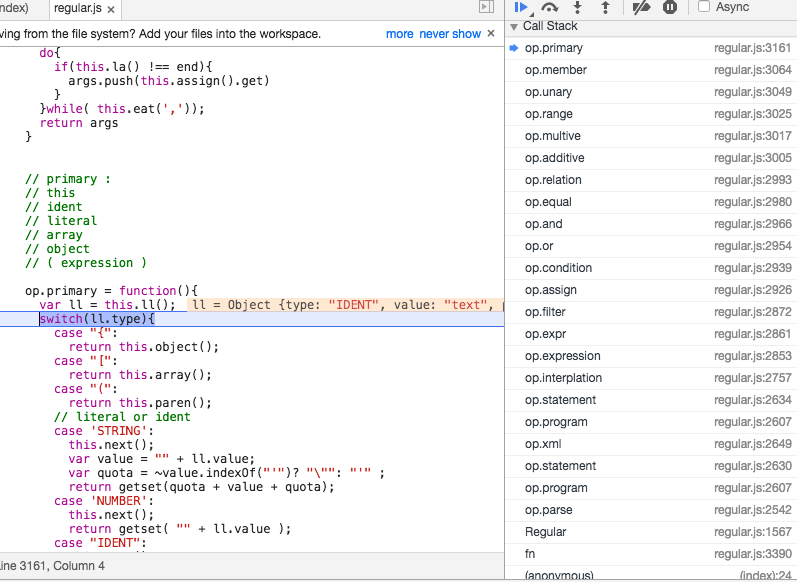 ndex)
regular.js ×
Async
ving from the file system? Add your files into the workspace.
more never show ×
do{
if(this.la() !== end){
args.push(this.assign().get)
}
}while( this.eat(','));
return args
}
// primary :
// this
// ident
// literal
// array
// object
// ( expression )
op.primary = function(){
var ll = this.ll(); ll = Object {type: "IDENT", value: "text",
switch(ll.type){
case "{":
return this.object();
case "[":
return this.array();
case "(":
return this.paren();
// literal or ident
case 'STRING':
this.next();
var value = "" + ll.value;
var quota = ~value.indexOf("'")? "\"": "'" ;
return getset(quota + value + quota);
case 'NUMBER':
this.next();
return getset( "" + ll.value );
case "IDENT":
ine 3161, Column 4
Call Stack
op.primary regular.js:3161
op.member regular.js:3064
op.unary regular.js:3049
op.range regular.js:3025
op.multive regular.js:3017
op.additive regular.js:3005
op.relation regular.js:2993
op.equal regular.js:2980
op.and regular.js:2966
op.or regular.js:2954
op.condition regular.js:2939
op.assign regular.js:2926
op.filter regular.js:2872
op.expr regular.js:2861
op.expression regular.js:2853
op.interplation regular.js:2757
op.statement regular.js:2634
op.program regular.js:2607
op.xml regular.js:2649
op.statement regular.js:2630
op.program regular.js:2607
op.parse regular.js:2542
Regular regular.js:1567
fn regular.js:3390
(anonymous) (index):24